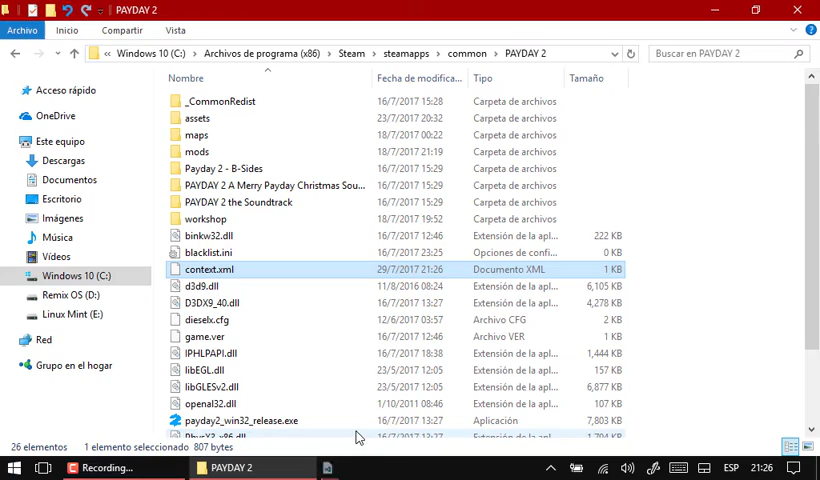 PAYDAY 2
Archivo Inicio Compartir Vista
« Windows 10 (C:) › Archivos de programa (x86) › Steam › steamapps › common › PAYDAY 2
Buscar en PAYDAY 2
Nombre Fecha de modifica... Tipo Tamaño
Acceso rápido
OneDrive
Este equipo
Descargas
Documentos
Escritorio
Imágenes
Música
Vídeos
Windows 10 (C:)
Remix OS (D:)
Linux Mint (E:)
Red
Grupo en el hogar
_CommonRedist 16/7/2017 15:28 Carpeta de archivos
assets 23/7/2017 20:32 Carpeta de archivos
maps 18/7/2017 00:22 Carpeta de archivos
mods 18/7/2017 21:19 Carpeta de archivos
Payday 2 - B-Sides 16/7/2017 15:29 Carpeta de archivos
PAYDAY 2 A Merry Payday Christmas Sou... 16/7/2017 15:29 Carpeta de archivos
PAYDAY 2 the Soundtrack 16/7/2017 15:29 Carpeta de archivos
workshop 18/7/2017 19:52 Carpeta de archivos
binkw32.dll 16/7/2017 12:46 Extensión de la apl... 222 KB
blacklist.ini 16/7/2017 23:25 Opciones de confi... 0 KB
context.xml 29/7/2017 21:26 Documento XML 1 KB
d3d9.dll 11/8/2016 08:24 Extensión de la apl... 6,105 KB
D3DX9_40.dll 16/7/2017 13:27 Extensión de la apl... 4,278 KB
dieselx.cfg 12/6/2017 03:57 Archivo CFG 2 KB
game.ver 16/7/2017 12:46 Archivo VER 1 KB
IPHLPAPI.dll 16/7/2017 18:38 Extensión de la apl... 1,444 KB
libEGL.dll 23/5/2017 12:05 Extensión de la apl... 157 KB
libGLESv2.dll 23/5/2017 12:05 Extensión de la apl... 6,877 KB
openal32.dll 1/10/2011 08:46 Extensión de la apl... 107 KB
payday2_win32_release.exe 16/7/2017 13:27 Aplicación 7,803 KB
PhysX3_x86.dll 16/7/2017 13:27 Extensión de la apl... 1,794 KB
26 elementos 1 elemento seleccionado 807 bytes
Recording... PAYDAY 2 ESP 21:26